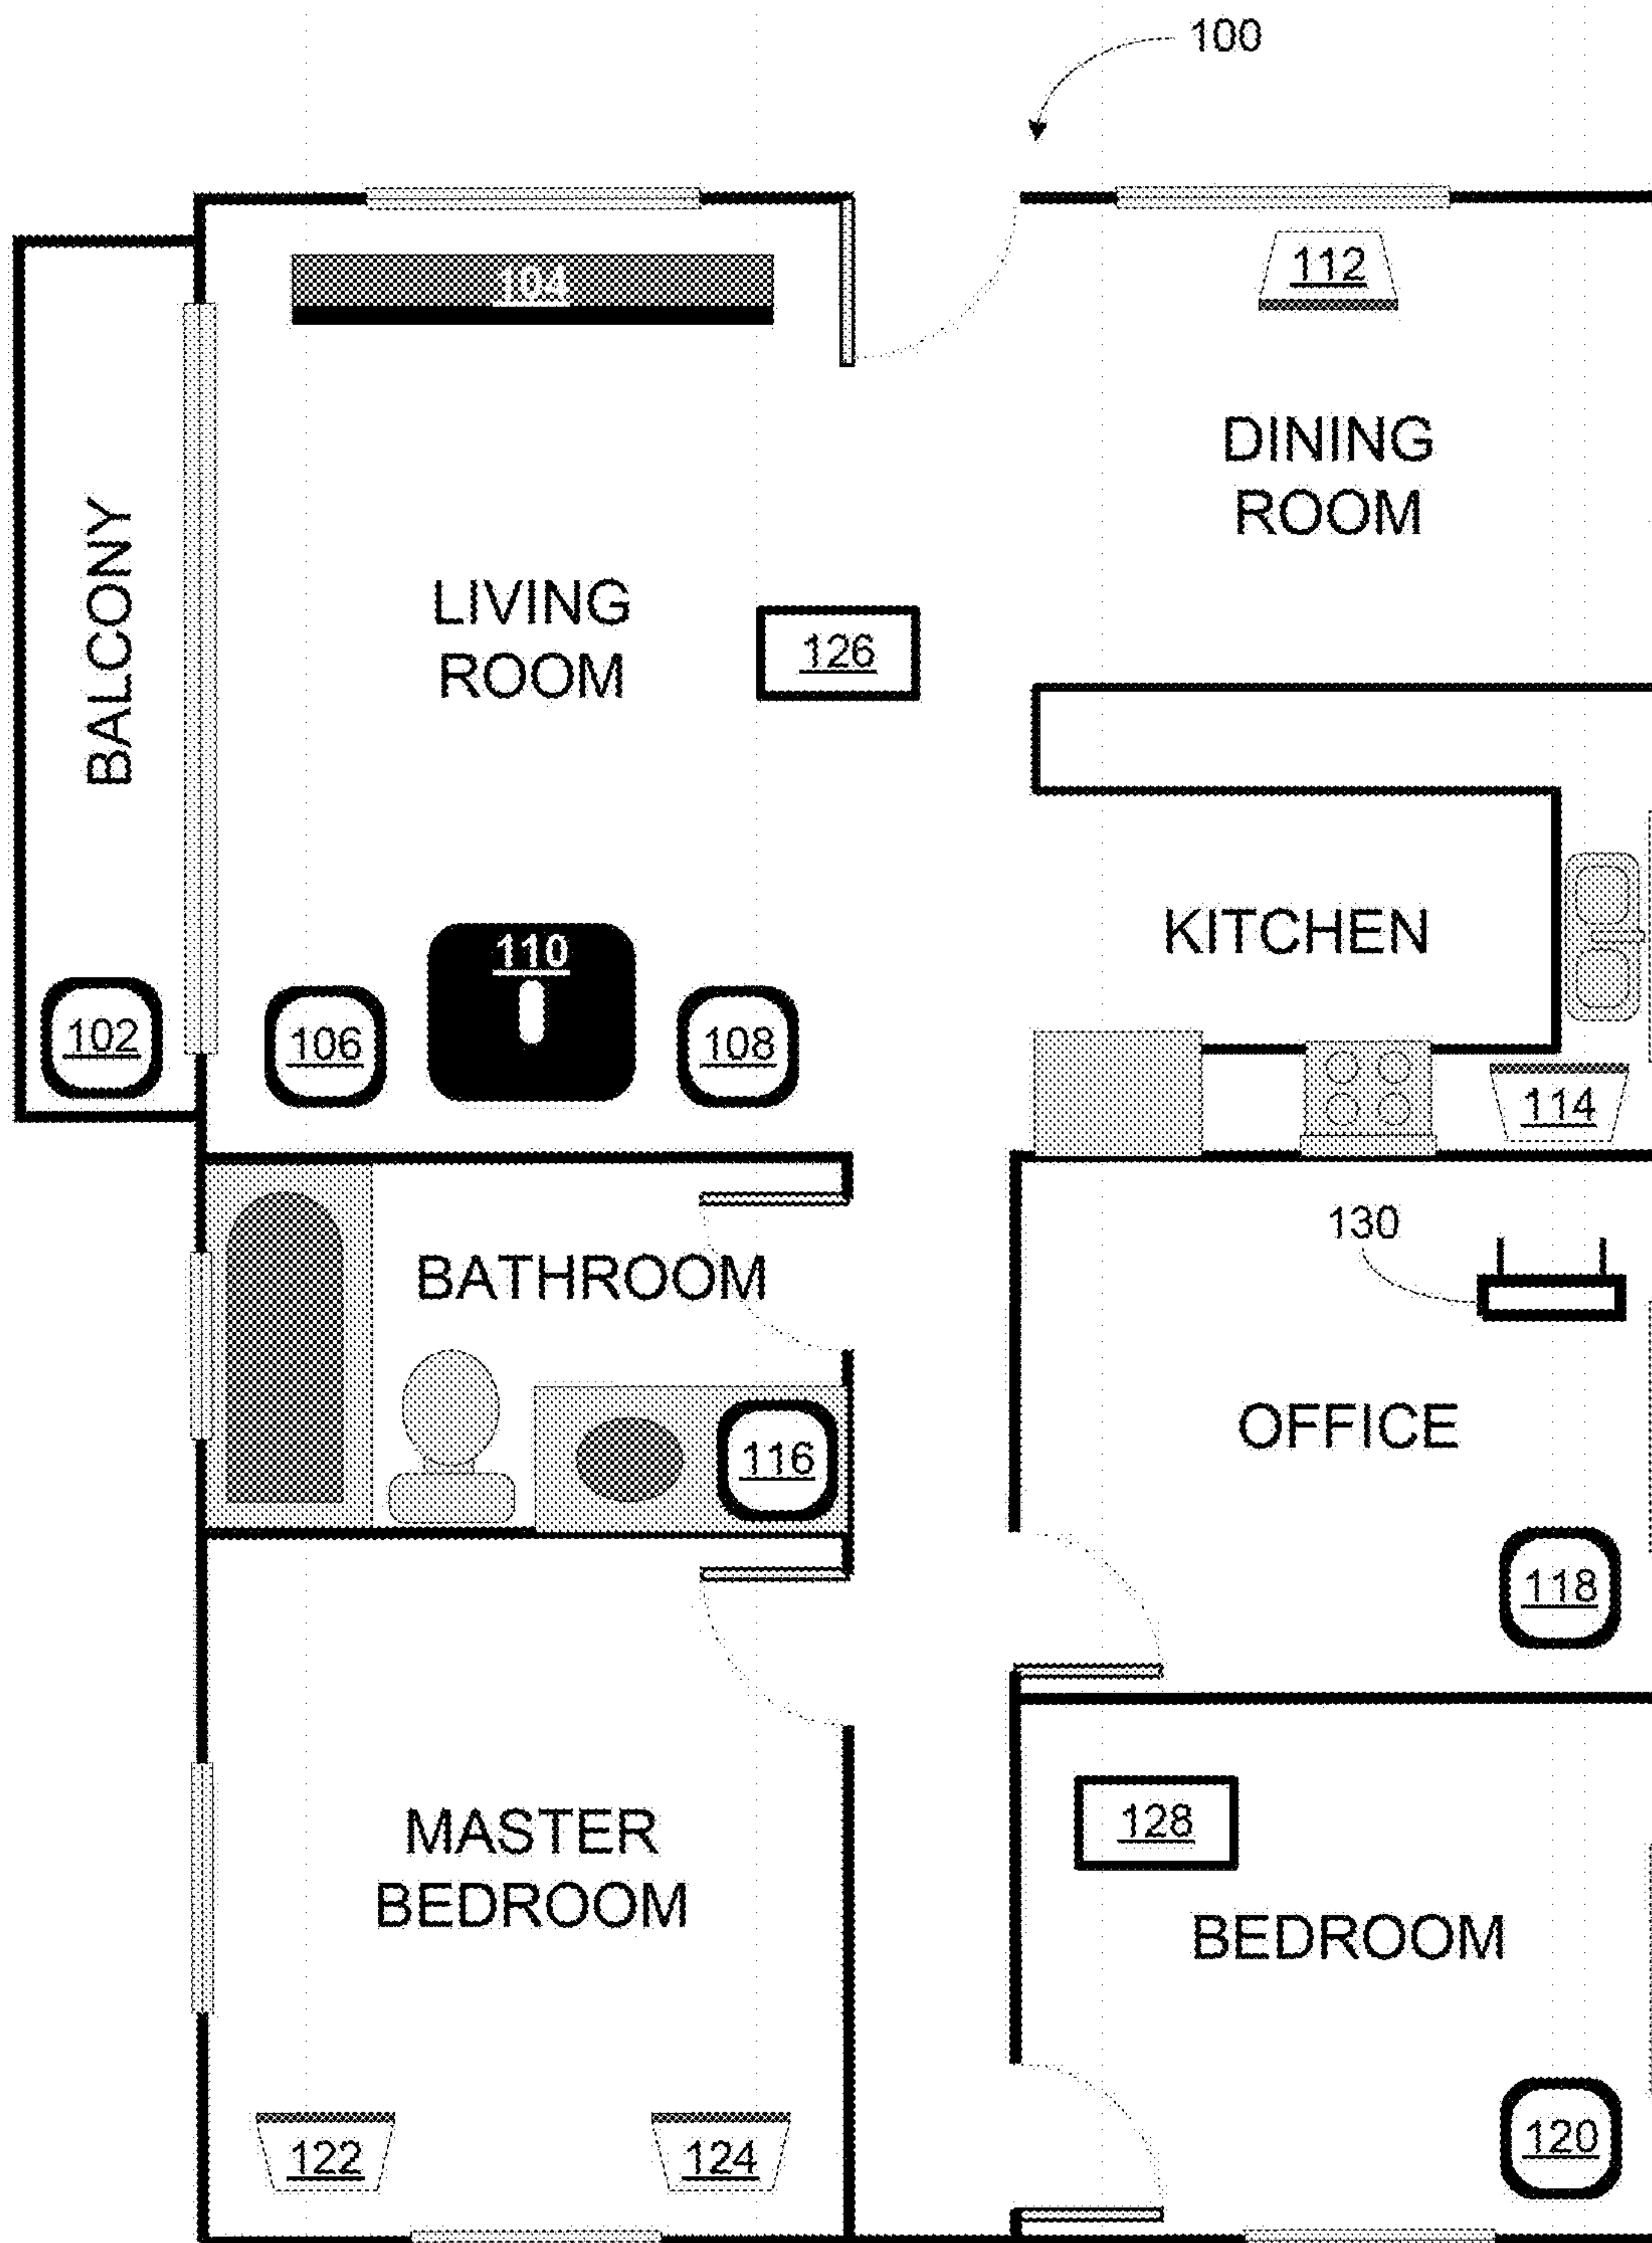 100
104
112
DINING
ROOM
BALCONY
LIVING
ROOM
126
KITCHEN
110
102
106
108
114
130
BATHROOM
OFFICE
116
118
MASTER
BEDROOM
128
BEDROOM
122
124
120